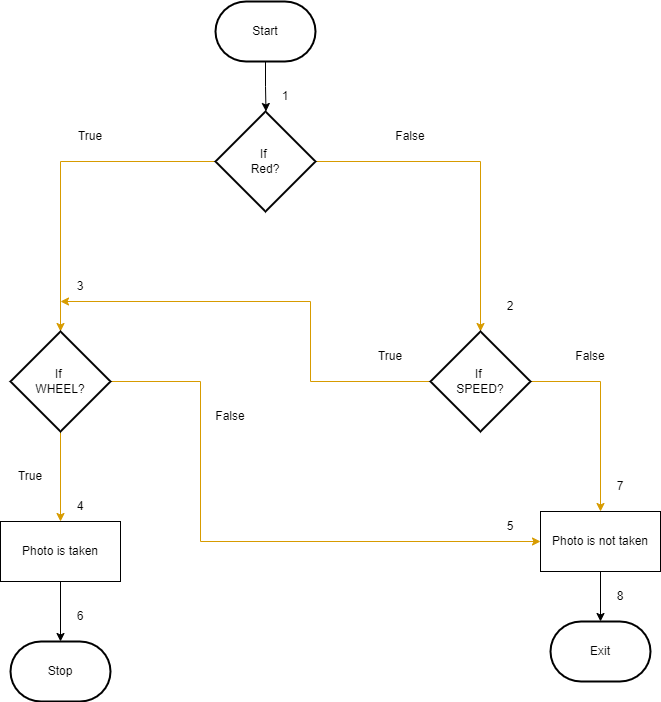 Start
1
True
False
If
Red?
3
2
True
False
If
WHEEL?
If
SPEED?
False
True
4
7
5
Photo is taken
Photo is not taken
6
8
Stop
Exit